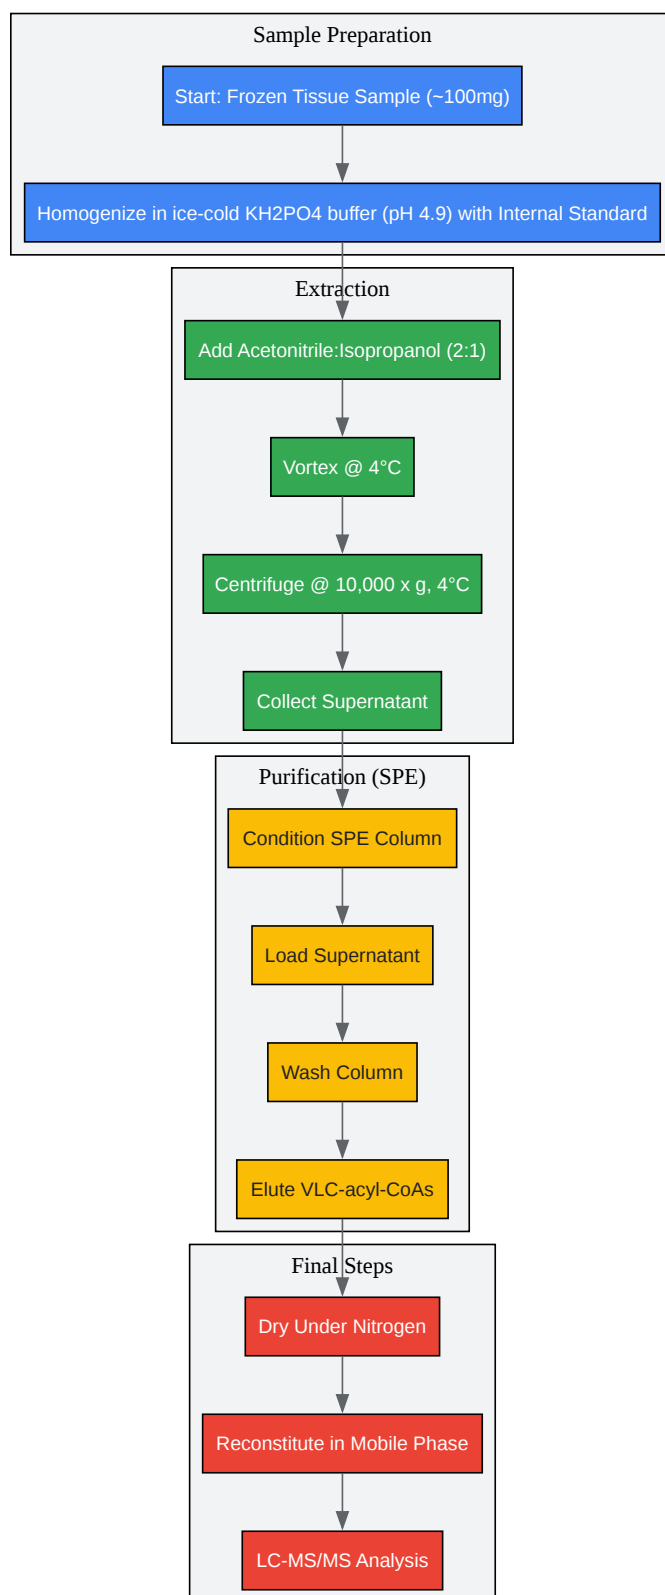 Sample Preparation
Start: Frozen Tissue Sample (~100mg)
Homogenize in ice-cold KH2PO4 buffer (pH 4.9) with Internal Standard
Extraction
Add Acetonitrile:Isopropanol (2:1)
Vortex @ 4°C
Centrifuge @ 10,000 x g, 4°C
Collect Supernatant
Purification (SPE)
Condition SPE Column
Load Supernatant
Wash Column
Elute VLC-acyl-CoAs
Final Steps
Dry Under Nitrogen
Reconstitute in Mobile Phase
LC-MS/MS Analysis